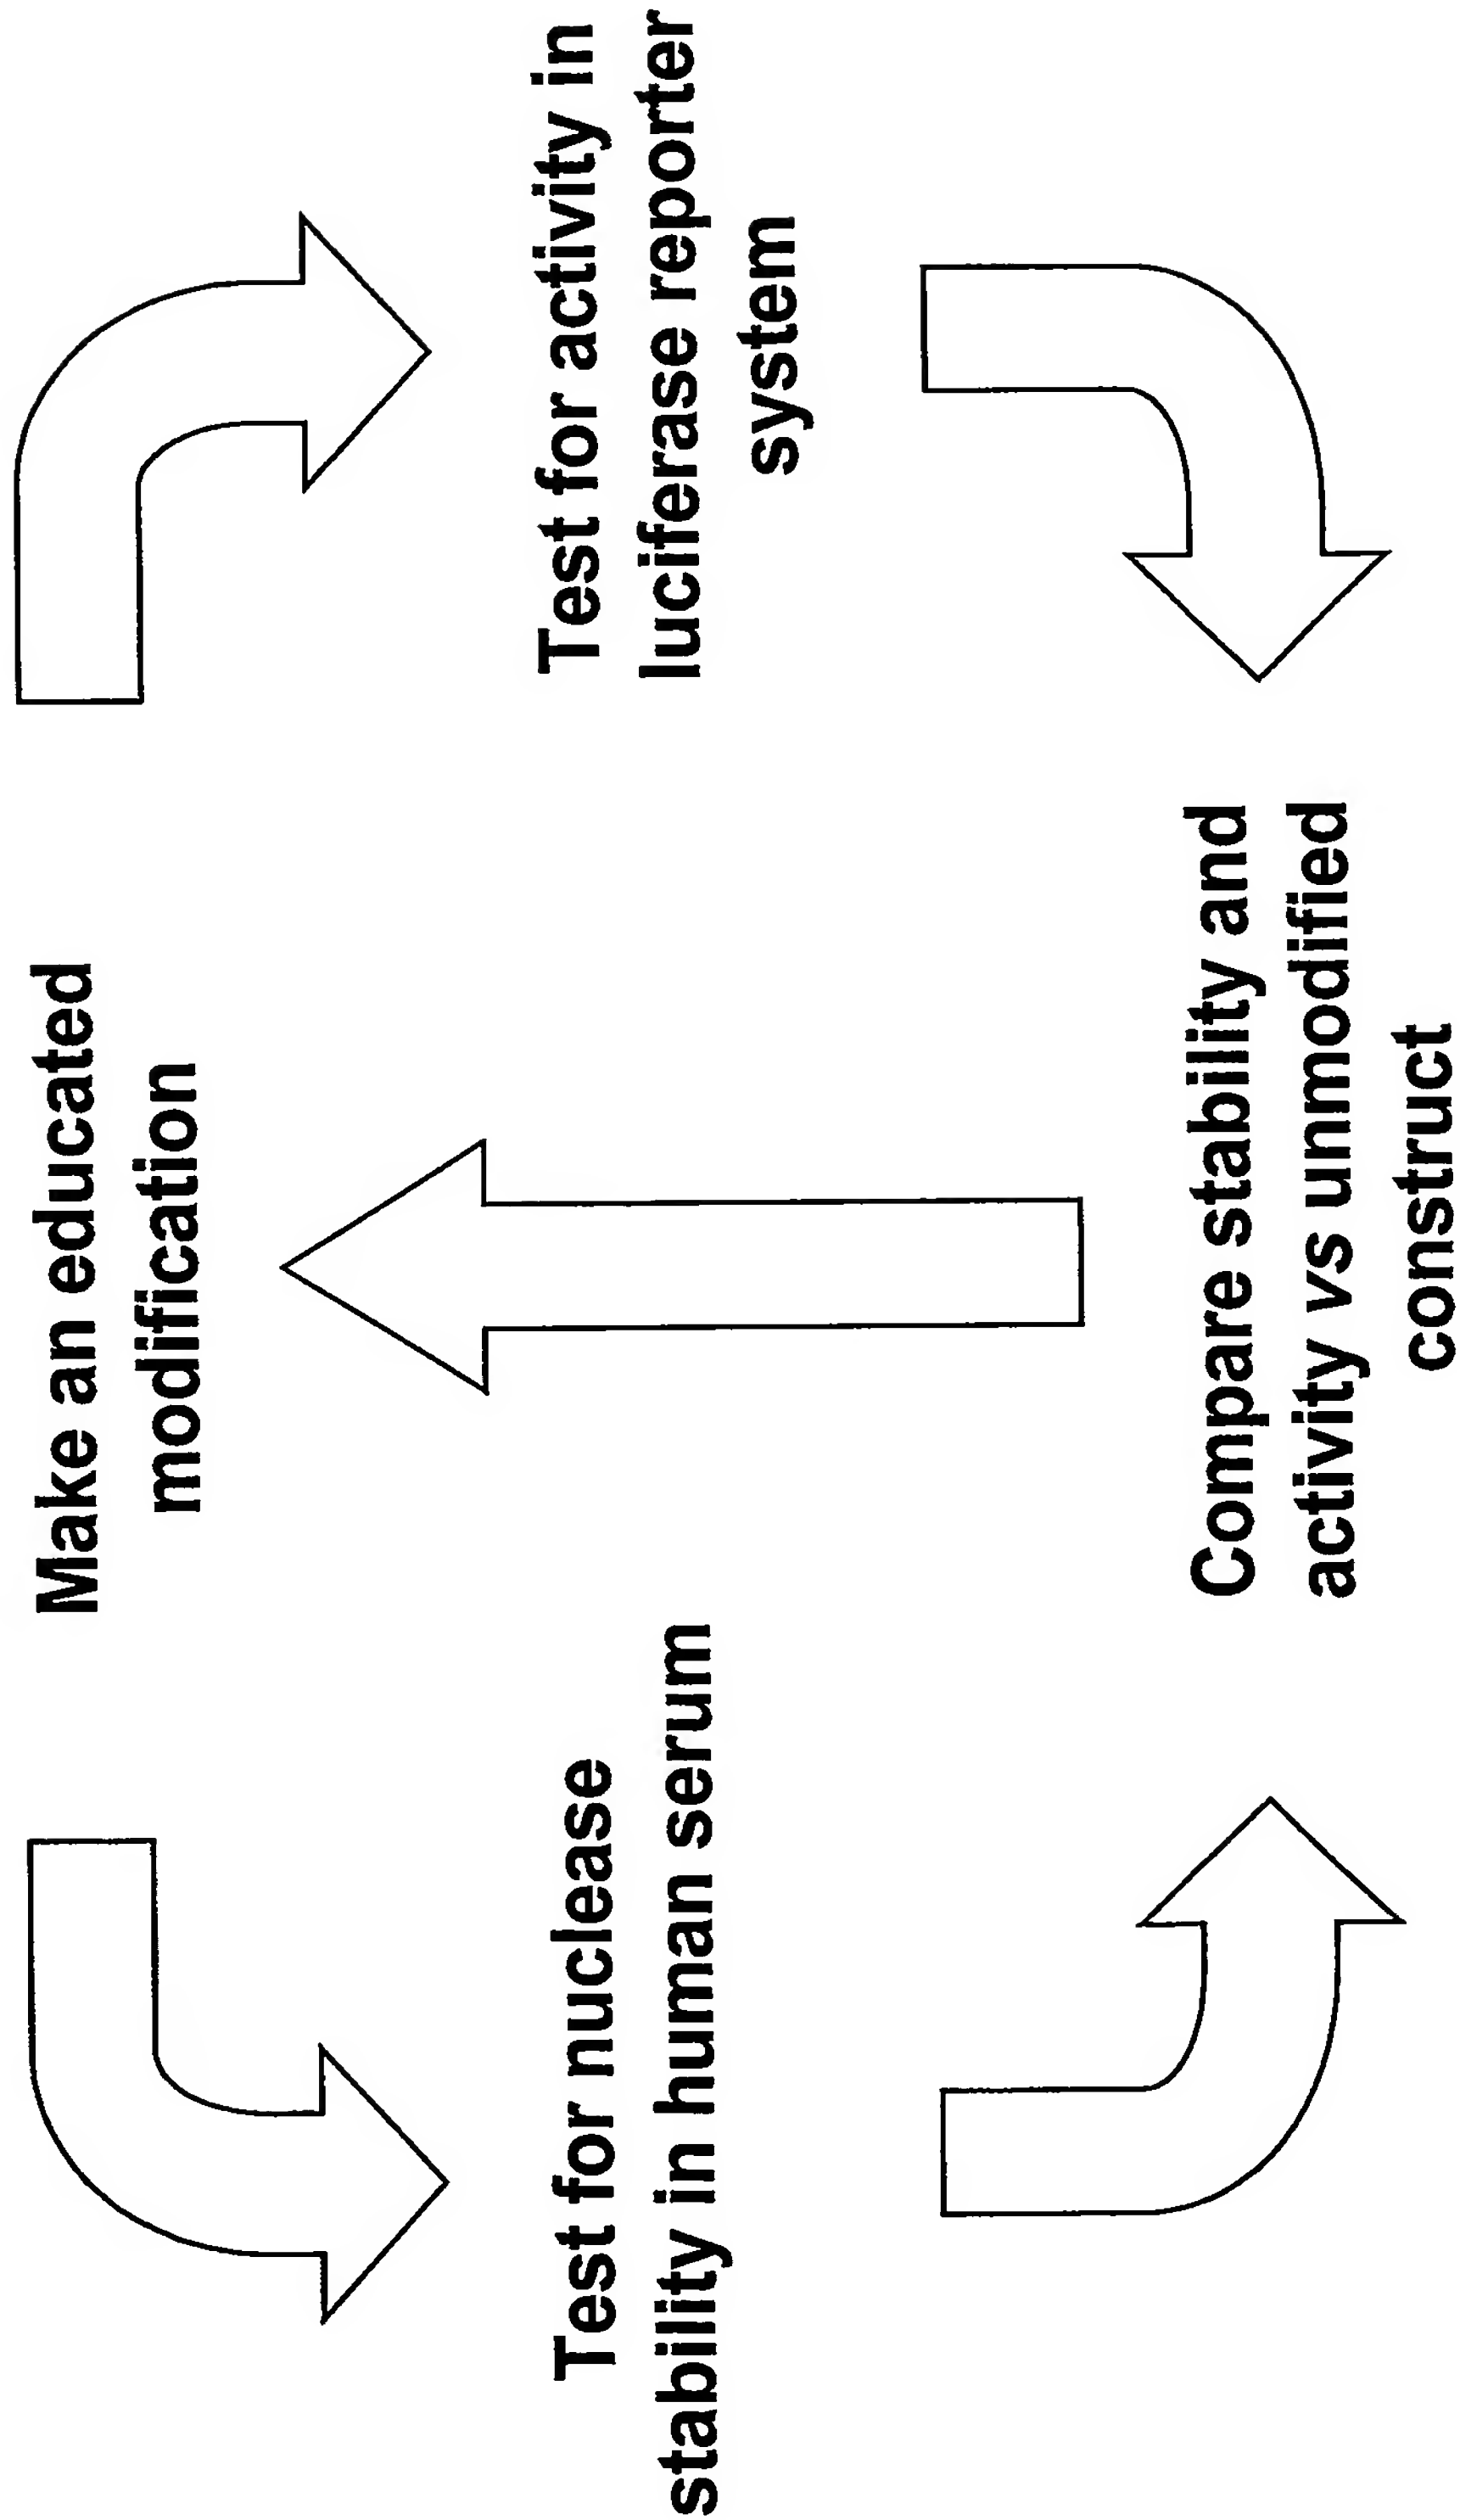 Make an educated
modification
Test for nuclease
stability in human serum
Test for activity in
luciferase reporter
system
Compare stability and
activity vs unmodified
construct